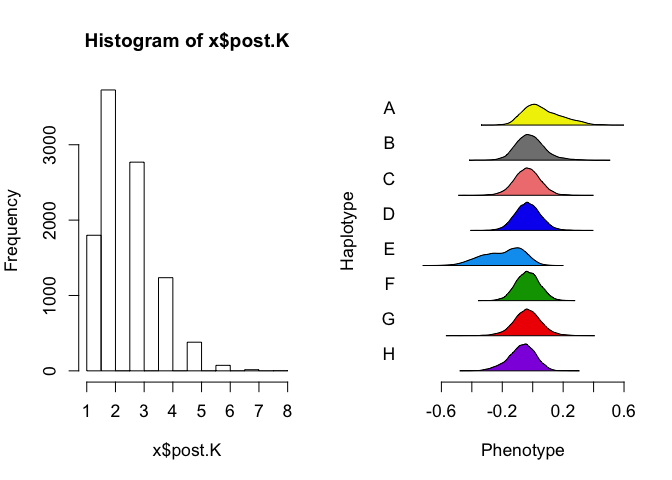 Histogram of x$post.K
Frequency
0
1000
2000
3000
1 2 3 4 5 6 7 8
x$post.K
Haplotype
A
B
C
D
E
F
G
H
-0.6 -0.2 0.2 0.6
Phenotype